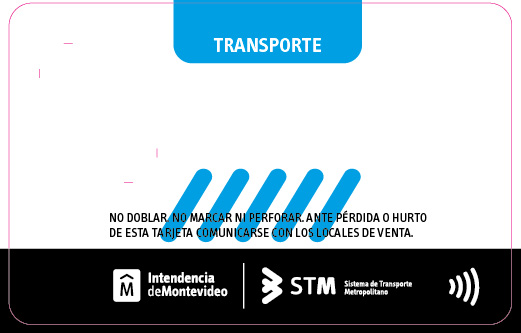 TRANSPORTE
NO DOBLAR, NO MARCAR NI PERFORAR. ANTE PÉRDIDA O HURTO
DE ESTA TARJETA COMUNICARSE CON LOS LOCALES DE VENTA.
Intendencia
deMontevideo
STM
Sistema de Transporte
Metropolitano